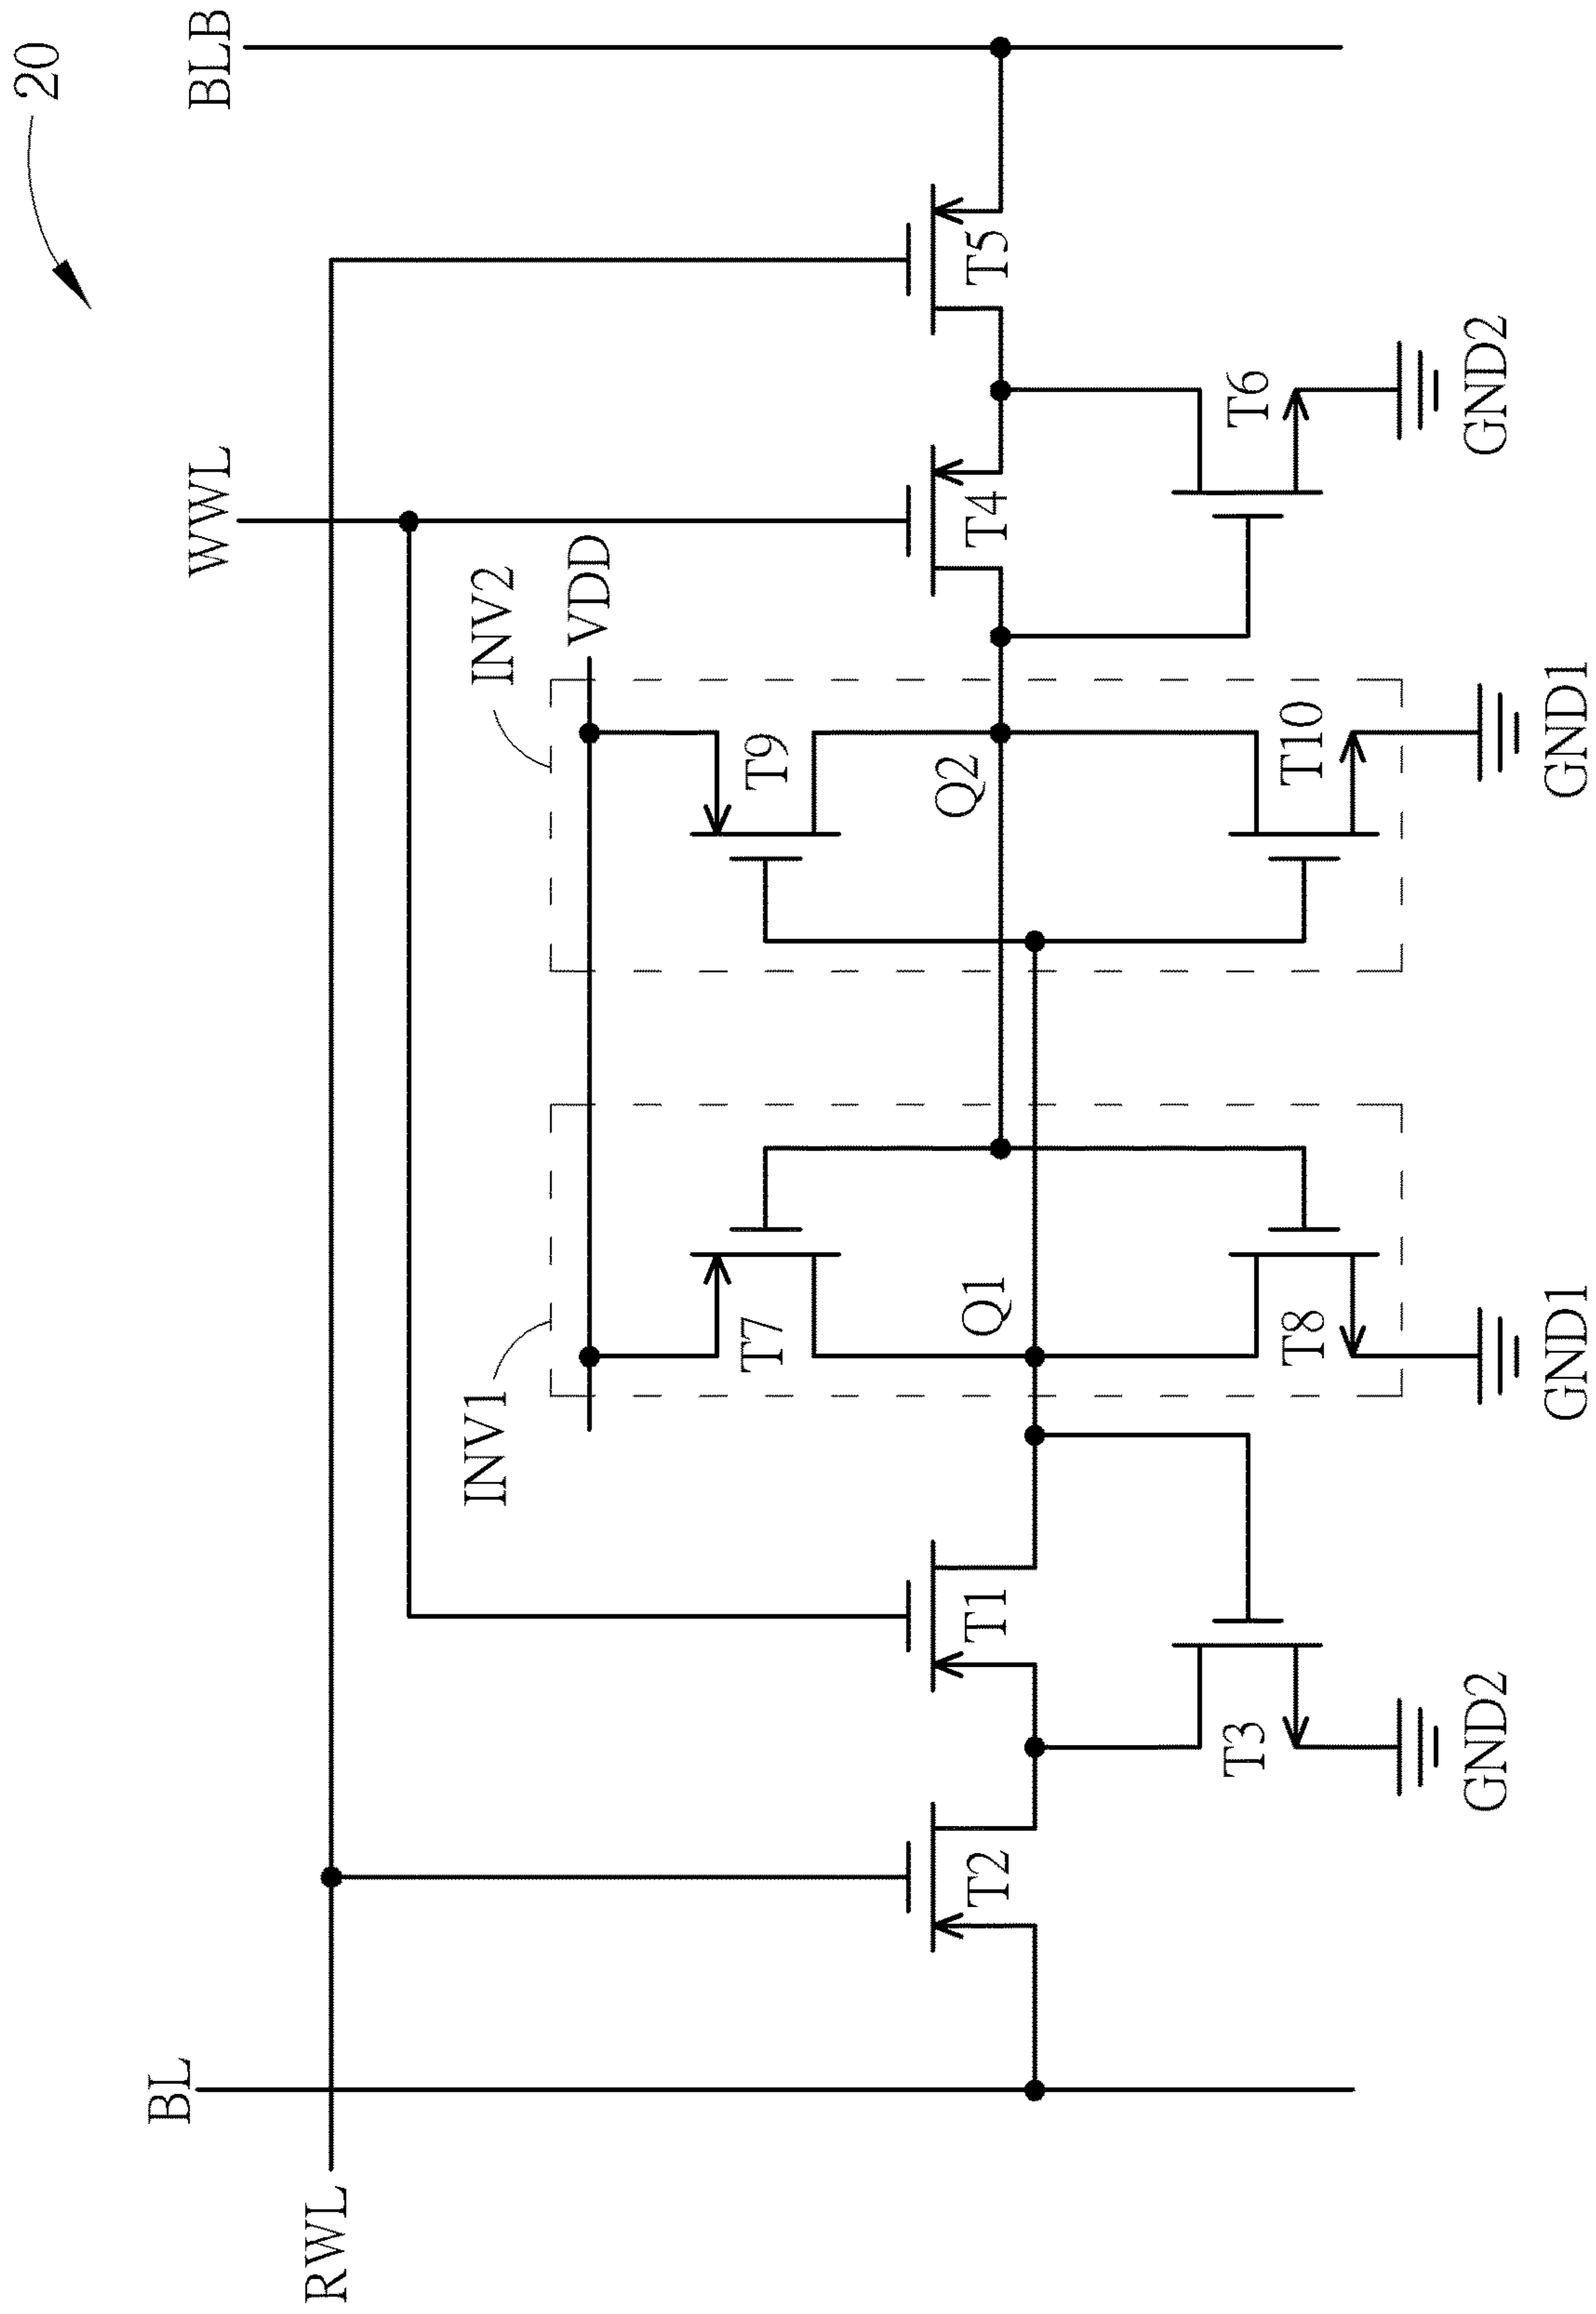 20
BL
WWL
BLB
RWL
INV1
INV2
VDD
T7
T9
T2
T1
Q1
Q2
T4
T5
T3
T8
T10
T6
GND2
GND1
GND1
GND2